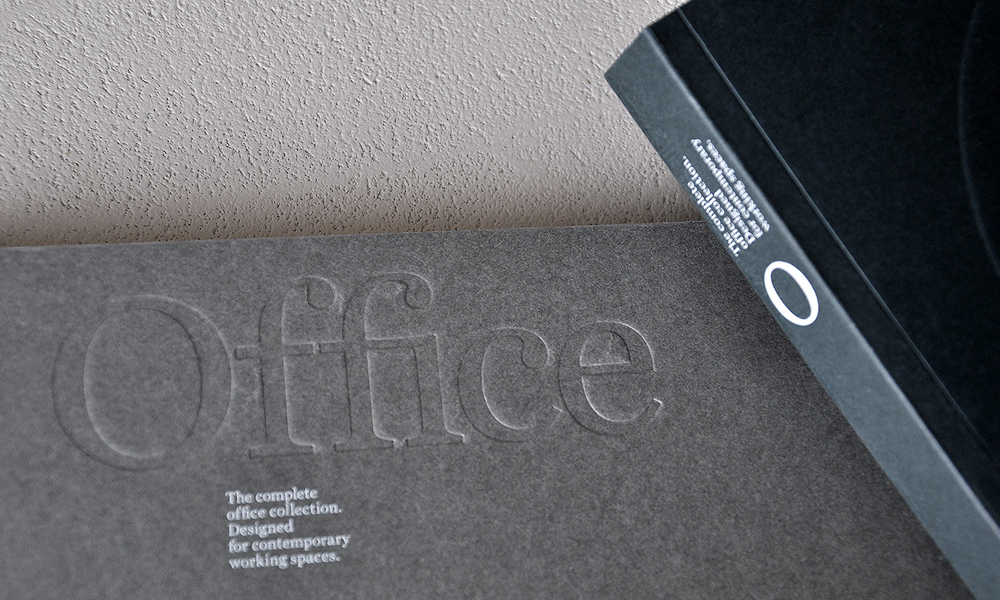 Office
The complete
office collection.
Designed
for contemporary
working spaces.
The complete
office collection.
Designed
for contemporary
working spaces.
O